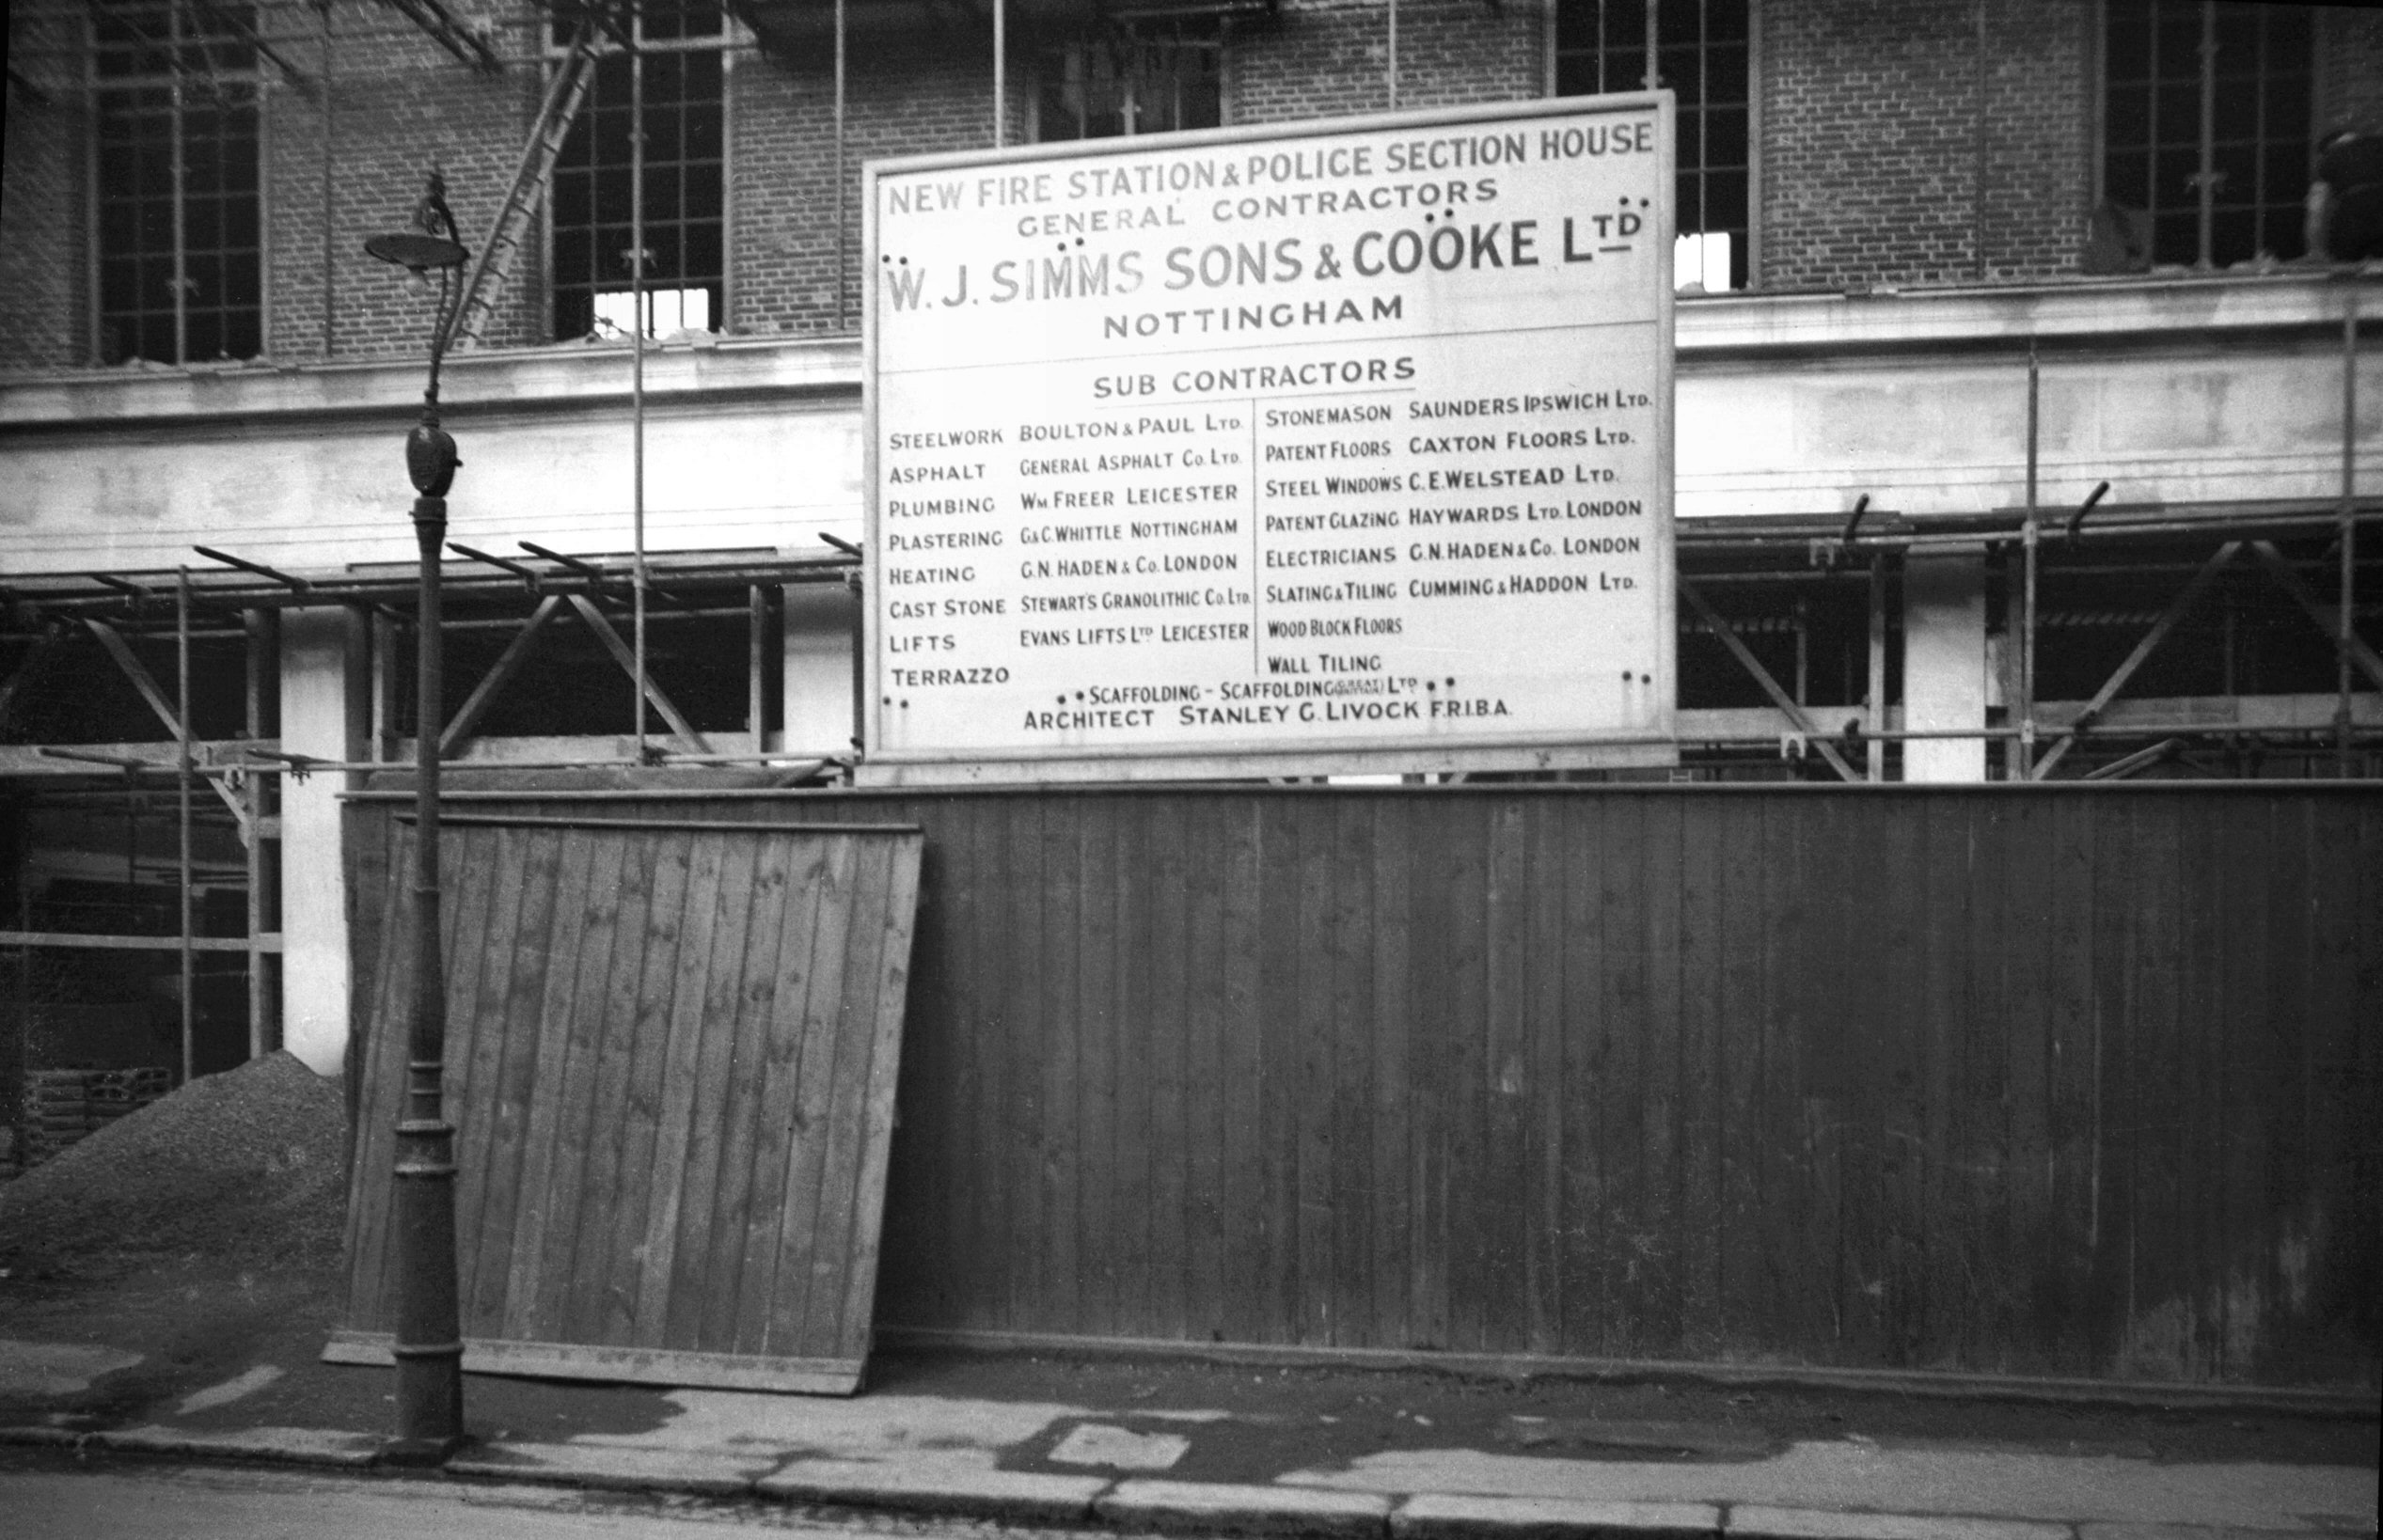 NEW FIRE STATION & POLICE SECTION HOUSE
GENERAL CONTRACTORS
W. J. SIMMS SONS & COOKE LTD
NOTTINGHAM
SUB CONTRACTORS
STEELWORK BOULTON & PAUL LTD.
ASPHALT GENERAL ASPHALT CO. LTD.
PLUMBING WM FREER LEICESTER
PLASTERING G & C. WHITTLE NOTTINGHAM
HEATING G. N. HADEN & CO. LONDON
CAST STONE STEWART'S GRANOLITHIC CO. LTD.
LIFTS EVANS LIFTS LTD LEICESTER
TERRAZZO
STONEMASON SAUNDERS IPSWICH LTD.
PATENT FLOORS CAXTON FLOORS LTD.
STEEL WINDOWS C. E. WELSTEAD LTD.
PATENT GLAZING HAYWARDS LTD. LONDON
ELECTRICIANS G. N. HADEN & CO. LONDON
SLATING & TILING CUMMING & HADDON LTD.
WOOD BLOCK FLOORS
WALL TILING
SCAFFOLDING - SCAFFOLDING (GREAT BRITAIN) LTD
ARCHITECT STANLEY G. LIVOCK F.R.I.B.A.